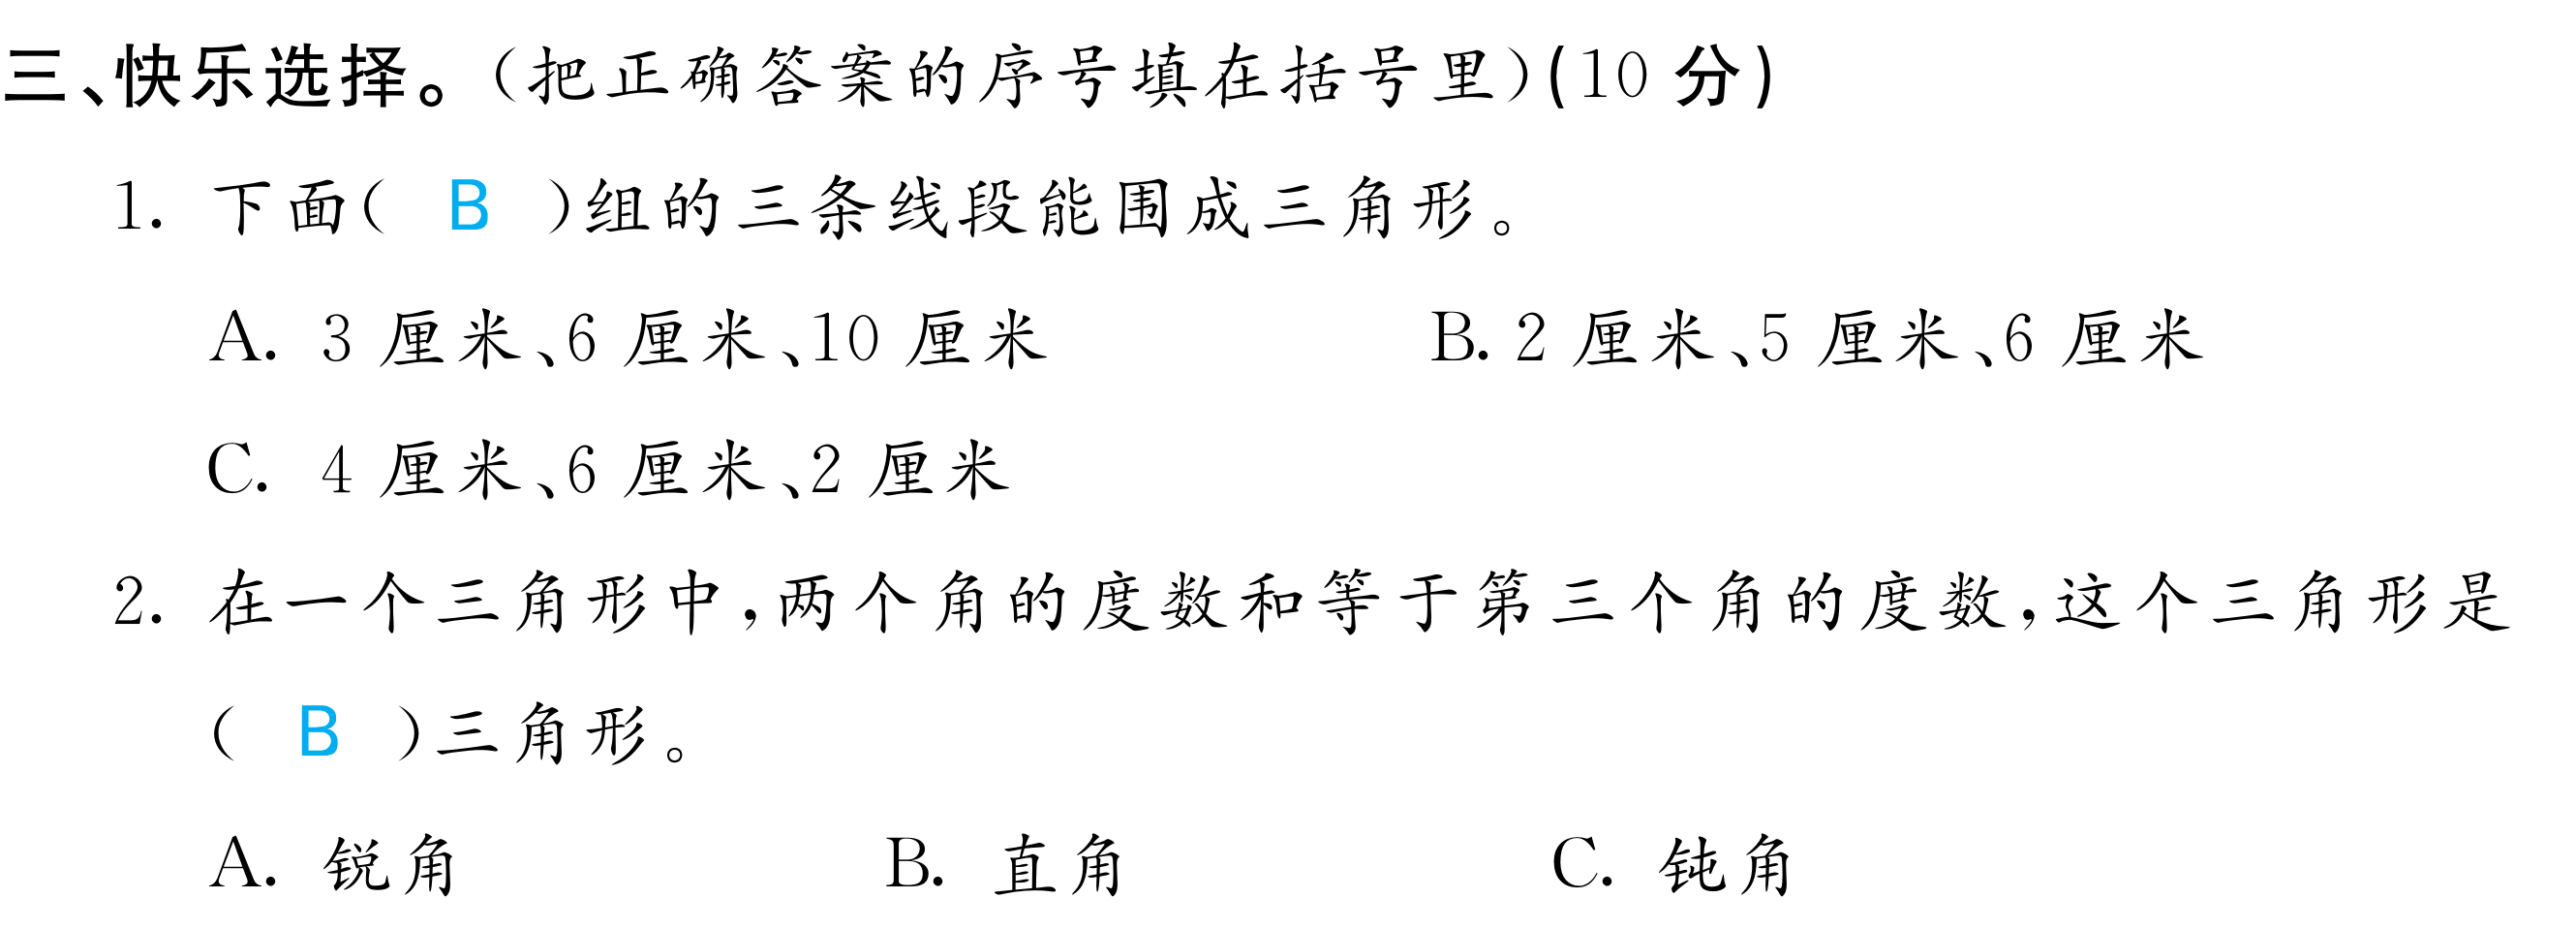 三、快乐选择。(把正确答案的序号填在括号里)(10 分)
1. 下面( B )组的三条线段能围成三角形。
A. 3 厘米、6 厘米、10 厘米 B. 2 厘米、5 厘米、6 厘米
C. 4 厘米、6 厘米、2 厘米
2. 在一个三角形中,两个角的度数和等于第三个角的度数,这个三角形是
( B )三角形。
A. 锐角 B. 直角 C. 钝角